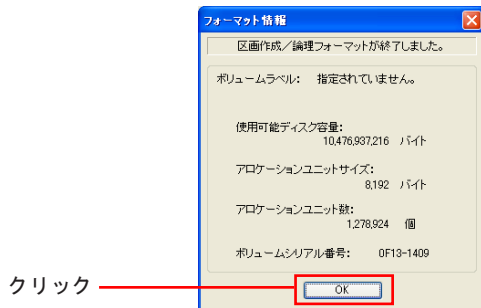 フォーマット情報
区画作成／論理フォーマットが終了しました。
ボリュームラベル： 指定されていません。
使用可能ディスク容量：
10,476,937,216 バイト
アロケーションユニットサイズ：
8,192 バイト
アロケーションユニット数：
1,278,924 個
ボリュームシリアル番号： 0F13-1409
クリック
OK